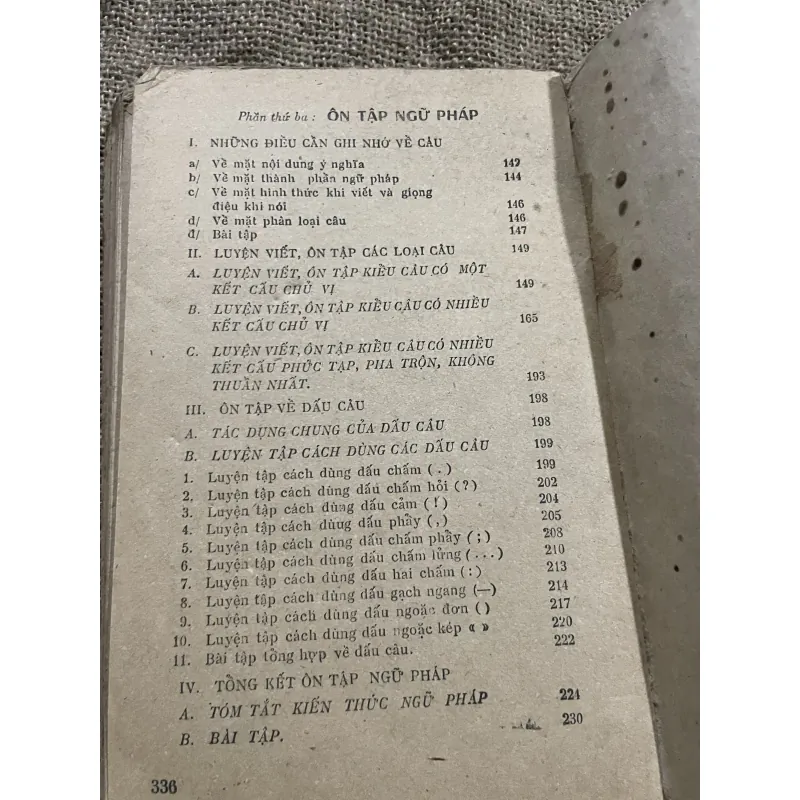 Phần thứ ba : ÔN TẬP NGỮ PHÁP
I. NHỮNG ĐIỀU CẦN GHI NHỚ VỀ CÂU
a/ Về mặt nội dung ý nghĩa 142
b/ Về mặt thành phần ngữ pháp 144
c/ Về mặt hình thức khi viết và giọng
điệu khi nói 146
d/ Về mặt phân loại câu 146
đ/ Bài tập 147
II. LUYỆN VIẾT, ÔN TẬP CÁC LOẠI CÂU 149
A. LUYỆN VIẾT, ÔN TẬP KIỂU CÂU CÓ MỘT
KẾT CẤU CHỦ VỊ 149
B. LUYỆN VIẾT, ÔN TẬP KIỂU CÂU CÓ NHIỀU
KẾT CẤU CHỦ VỊ 165
C. LUYỆN VIẾT, ÔN TẬP KIỂU CÂU CÓ NHIỀU
KẾT CẤU PHỨC TẠP, PHA TRỘN, KHÔNG
THUẦN NHẤT. 193
III. ÔN TẬP VỀ DẤU CÂU 198
A. TÁC DỤNG CHUNG CỦA DẤU CÂU 198
B. LUYỆN TẬP CÁCH DÙNG CÁC DẤU CÂU 199
1. Luyện tập cách dùng dấu chấm ( . ) 199
2. Luyện tập cách dùng dấu chấm hỏi ( ? ) 202
3. Luyện tập cách dùng dấu cảm ( ! ) 204
4. Luyện tập cách dùug dấu phẩy ( , ) 205
5. Luyện tập cách dùng dấu chấm phẩy ( ; ) 208
6. Luyện tập cách dùng dấu chấm lửng ( . . . ) 210
7. Luyện tập cách dùng dấu hai chấm ( : ) 213
8. Luyện tập cách dùng dấu gạch ngang (—) 214
9. Luyện tập cách dùng dấu ngoặc đơn ( ) 217
10. Luyện tập cách dùng dấu ngoặc kép « » 220
11. Bài tập tổng hợp về dấu câu. 222
IV. TỔNG KẾT ÔN TẬP NGỮ PHÁP
A. TÓM TẮT KIẾN THỨC NGỮ PHÁP 224
B. BÀI TẬP. 230
336